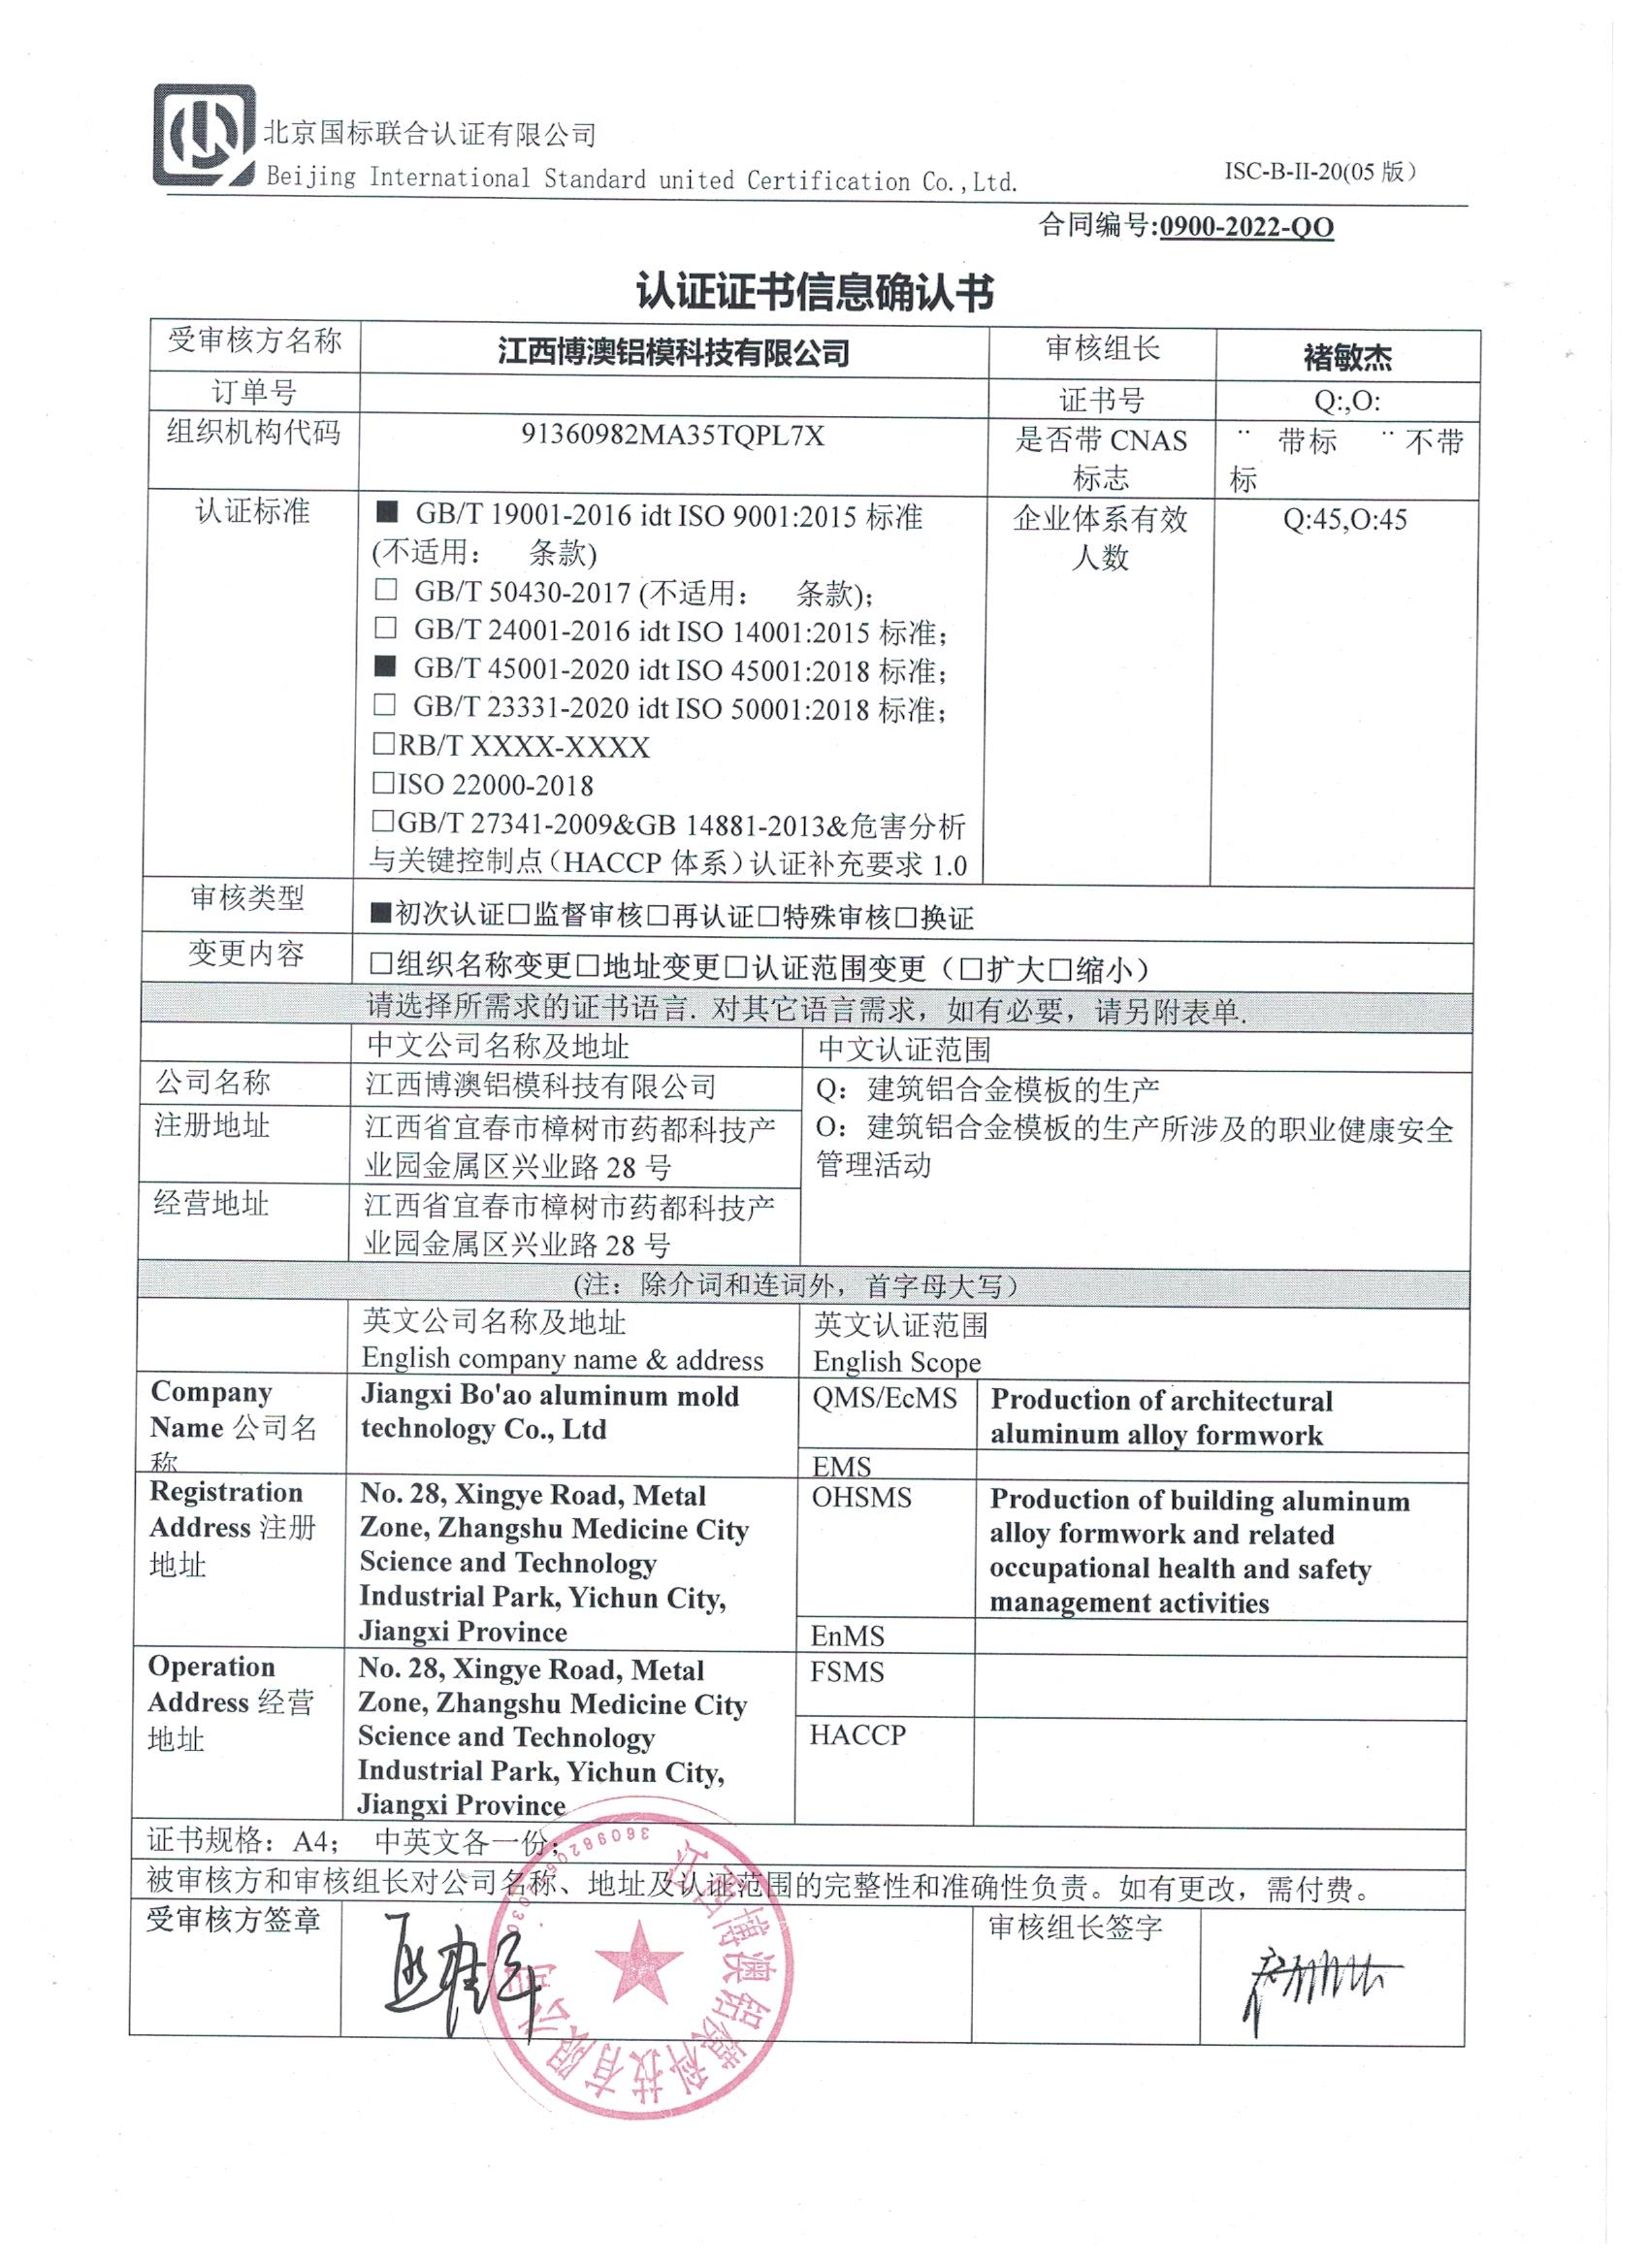 北京国标联合认证有限公司
Beijing International Standard united Certification Co.,Ltd.
ISC-B-II-20(05 版)
合同编号:0900-2022-QO
认证证书信息确认书
受审核方名称 江西博澳铝模科技有限公司 审核组长 褚敏杰
订单号 证书号 Q:,O:
组织机构代码 91360982MA35TQPL7X 是否带 CNAS
标志 ¨ 带标 ¨ 不带
标
认证标准
■ GB/T 19001-2016 idt ISO 9001:2015 标准
(不适用： 条款)
□ GB/T 50430-2017 (不适用： 条款);
□ GB/T 24001-2016 idt ISO 14001:2015 标准；
■ GB/T 45001-2020 idt ISO 45001:2018 标准；
□ GB/T 23331-2020 idt ISO 50001:2018 标准；
□RB/T XXXX-XXXX
□ISO 22000-2018
□GB/T 27341-2009&GB 14881-2013&危害分析
与关键控制点（HACCP 体系）认证补充要求 1.0
企业体系有效
人数
Q:45,O:45
审核类型 ■初次认证□监督审核□再认证□特殊审核□换证
变更内容 □组织名称变更□地址变更□认证范围变更（□扩大□缩小）
请选择所需求的证书语言. 对其它语言需求，如有必要，请另附表单.
中文公司名称及地址 中文认证范围
公司名称 江西博澳铝模科技有限公司
注册地址 江西省宜春市樟树市药都科技产
业园金属区兴业路 28 号
经营地址 江西省宜春市樟树市药都科技产
业园金属区兴业路 28 号
Q：建筑铝合金模板的生产
O：建筑铝合金模板的生产所涉及的职业健康安全
管理活动
(注：除介词和连词外，首字母大写）
英文公司名称及地址
English company name & address
英文认证范围
English Scope
Company
Name 公司名
称
Jiangxi Bo'ao aluminum mold
technology Co., Ltd
QMS/EcMS
Production of architectural
aluminum alloy formwork
EMS
Registration
Address 注册
地址
No. 28, Xingye Road, Metal
Zone, Zhangshu Medicine City
Science and Technology
Industrial Park, Yichun City,
Jiangxi Province
OHSMS
Production of building aluminum
alloy formwork and related
occupational health and safety
management activities
EnMS
Operation
Address 经营
地址
No. 28, Xingye Road, Metal
Zone, Zhangshu Medicine City
Science and Technology
Industrial Park, Yichun City,
Jiangxi Province
FSMS
HACCP
证书规格：A4； 中英文各一份；
被审核方和审核组长对公司名称、地址及认证范围的完整性和准确性负责。如有更改，需付费。
受审核方签章
审核组长签字
江西博澳铝模科技有限公司